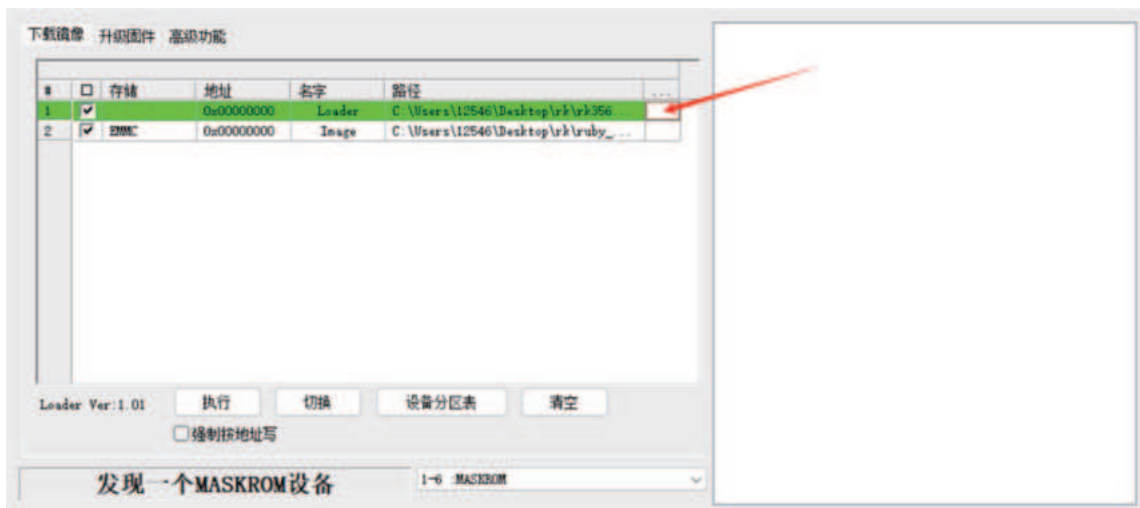 下载镜像 升级固件 高级功能
# 存储 地址 名字 路径 ...
1 0x00000000 Loader C:\Users\12546\Desktop\rk\rk356
2 EMMC 0x00000000 Image C:\Users\12546\Desktop\rk\ruby_...
Loader Ver:1.01 执行 切换 设备分区表 清空
强制按地址写
发现一个MASKROM设备 1-6 MASKROM